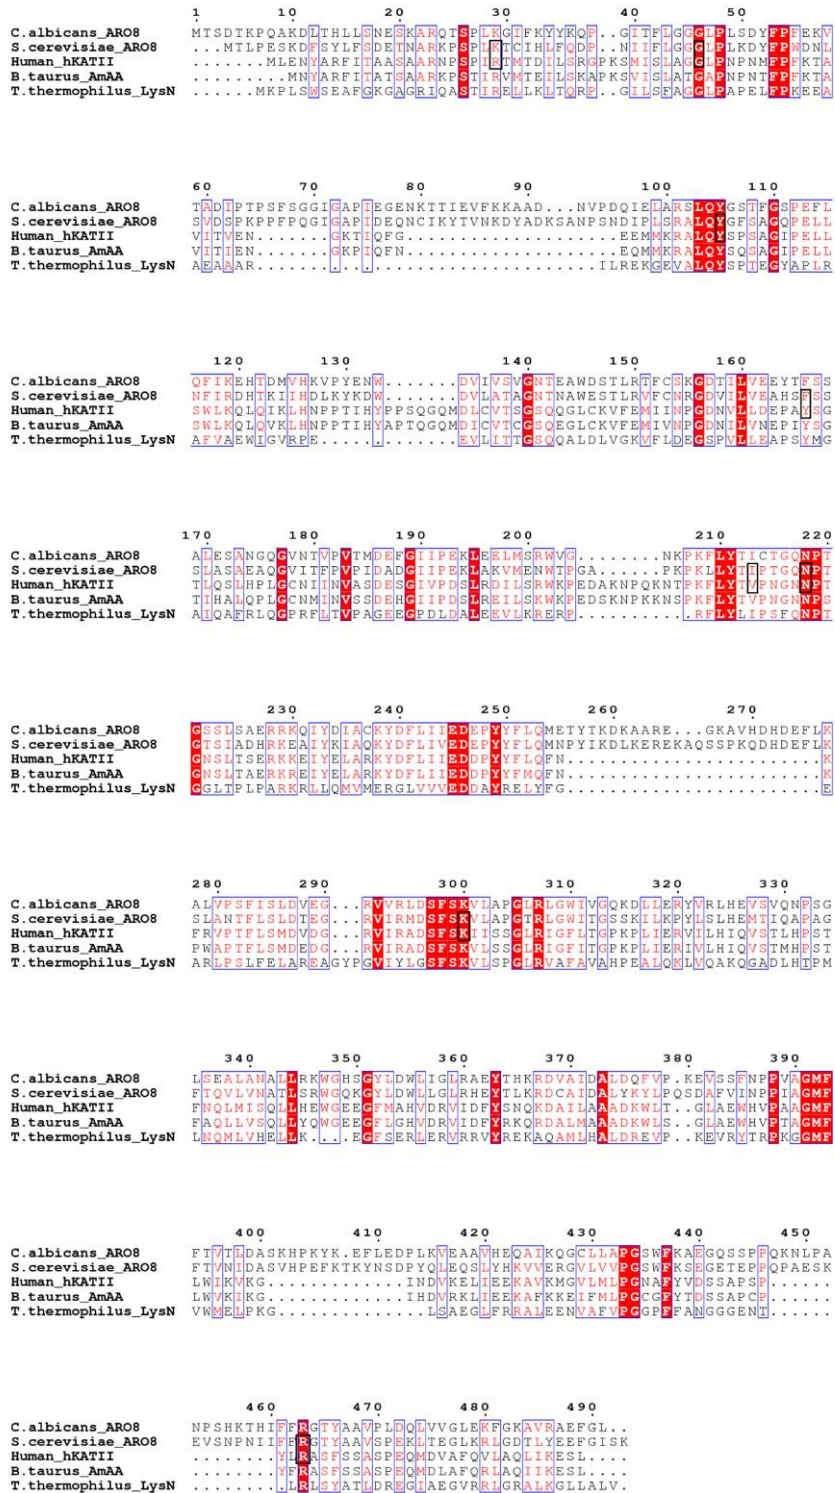 1 10 20 30 40 50
C.albicans_ARO8 MTSDTKPQAKDLTHLLSNESKARQTSPLKGIFKYYKQP.GITFLGGGLPLSDYFPFENV
S.cerevisiae_ARO8 ...MTLPESKDFSYLFSDETNARKPSPLKTCIHLFQDP.NIIFLGGGLPLKDYFPWDNL
Human_hKATII .....MLENYARFITAASAARNPSPIRTMTDILSRGPKSMISLAGGLPNPNMFPFKTA
B.taurus_AmAA .....MNYARFITATSAARKPSTIRVMTEILSKAPKSVISLATGAPNPNTFPFKTA
T.thermophilus_LysN ......MKPLSWSEAFGKGAGRIQASTIRELLKLTQRP..GILSFAGGLPAPELFPKEEA
60 70 80 90 100 110
C.albicans_ARO8 TADIPTPSFSGGIGAPIEGENKTTIEVFKKAAD..NVPDQIELARSLQYGSTFGSPEFL
S.cerevisiae_ARO8 SVDSPKPPFPQGIGAPIDEQNCIKYTVNKDYADKSANPSNDIPLSRALQYGFSAGQPELL
Human_hKATII VITVEN.......GKTIQFG.....................EEMMKRALQYSPSAGIPELL
B.taurus_AmAA VITIEN.......GKPIQFN.....................EQMMKRALQYSQSAGIPELL
T.thermophilus_LysN AEAAAR................................ILREKGEVALQYSPTEGYAPLR
120 130 140 150 160
C.albicans_ARO8 QFIKEHTDMVHKVPYENW.......DVIVSVGNTEAWDSTLRTFCSKGDTILVEEYTFSS
S.cerevisiae_ARO8 NFIRDHTKIIHDLKYKDW.......DVLATAGNTNAWESTLRVFCNRGDVILVEAHSFSS
Human_hKATII SWLKQLQIKLHNPPTIHYPPSQGQMDLCVTSGSQQGLCKVFEMIINPGDNVLLDEPAYSG
B.taurus_AmAA SWLKQLQVKLHNPPTIHYAPTQGQMDICVTCGSQEGLCKVFEMIVNPGDNILVNEPIYSG
T.thermophilus_LysN AFVAEWIGVRPE.............EVLITTGSQQALDLVGKVFLDEGSPVLLEAPSYMG
170 180 190 200 210 220
C.albicans_ARO8 ALESANGQGVNTVPVTMDEFGIIPEKLEELMSRWVG........NKPKFLYTICTGQNPT
S.cerevisiae_ARO8 SLASAEAQGVITFPVPIDADGIIPEKLAKVMENWTPGA......PKPKLLYTVPTGQNPT
Human_hKATII TLQSLHPLGCNIINVASDESGIVPDSLRDILSRWKPEDAKNPQKNTPKFLYTVPNGNNPT
B.taurus_AmAA TIHALQPLGCNMINVSSDEHGIIPDSLREILSKWKPEDSKNPKKNSPKFLYTVPNGNNPT
T.thermophilus_LysN AIQAFRLQGPRFLTVPAGEEGPDLDALEEVLKRERP..........RFLYLIPSFQNPS
230 240 250 260 270
C.albicans_ARO8 GSSLSAERRKQIYDIACKYDFLIIEDEPYYFLQMETYTKDKAARE...GKAVHDHDEFLK
S.cerevisiae_ARO8 GTSIADHRKEAIYKIAQKYDFLIVEDEPYYFLQMNPYIKDLKEREKAQSSPKQDHDEFLK
Human_hKATII GNSLTSERKKEIYELARKYDFLIIEDDPYYFLQFN.........................K
B.taurus_AmAA GNSLTAERKREIYELARKYDFLIIEDDPYYFMQFN.........................K
T.thermophilus_LysN GGLTPLPARKRLLQMVMERGLVVVEDDAYRELYFG.........................E
280 290 300 310 320 330
C.albicans_ARO8 ALVPSFISLDVEG...RVVRLDSFSKVLAPGLRLGWIVGQKDLLERYVRLHEVSVQNPSG
S.cerevisiae_ARO8 SLANTFLSLDTEG...RVIRMDSFSKVLAPGTRLGWITGSSKILKPYLSLHEMTIQAPAG
Human_hKATII FRVPTFLSMDVDG...RVIRADSFSKIISSGLRIGFLTGPKPLIERVILHIQVSTLHPST
B.taurus_AmAA PWAPTFLSMDEDG...RVIRADSFSKVLSSGLRIGFITGPKPLIERIVLHIQVSTMHPST
T.thermophilus_LysN ARLPSLFELAREAGYPGVIYLGSFSKVLSPGLRVAFAVAHPEALQKLVQAKQGADLHTPM
340 350 360 370 380 390
C.albicans_ARO8 LSEALANALLRKWGHSGYLDWLIGLRAEYTHKRDVAIDALDQFVP.KEVSSFNPPVAGMF
S.cerevisiae_ARO8 FTQVLVNATLSRWGQKGYLDWLLGLRHEYTLKRDCAIDALYKYLPQSDAFVINPPIAGMF
Human_hKATII FNQLMISQLLHEWGEEGFMAHVDRVIDFYSNQKDAILAAADKWLT..GLAEWHVPAAGMF
B.taurus_AmAA FAQLLVSQLLYQWGEEGFLGHVDRVIDFYRKQRDALMAAADKWLS..GLAEWHVPTAGMF
T.thermophilus_LysN LNQMLVHELLK...EGFSERLERVRRVYREKAQAMLHALDREVP..KEVRYTRPKGGMF
400 410 420 430 440 450
C.albicans_ARO8 FTVTLDASKHPKYK.EFLEDPLKVEAAVHEQAIKQGCLLAPGSWFKAEGQSSPPQKNLPA
S.cerevisiae_ARO8 FTVNIDASVHPEFKTKYNSDPYQLEQSLYHKVVERGVLVVPGSWFKSEGETEPPQPAESK
Human_hKATII LWIKVKG............INDVKELIEEKAVKMGVLMLPGNAFYVDSSAPSP.......
B.taurus_AmAA LWVKIKG............IHDVRKLIEEKAFKKEIFMLPGCGFYTDSSAPCP.......
T.thermophilus_LysN VWMELPKG...........LSAEGLFRRALEENVAFVPGGPFFANGGGENT.......
460 470 480 490
C.albicans_ARO8 NPSHKTHIFFRGTYAAVPLDQLVVGLEKFGKAVRAEFGL.
S.cerevisiae_ARO8 EVSNPNIIFFRGTYAAVSPEKLTEGLKRLGDTLYEEFGISK
Human_hKATII ........YLRASFSSASPEQMDVAFQVLAQLIKESL....
B.taurus_AmAA ........YFRASFSSASPEQMDLAFQRLAQIIKESL....
T.thermophilus_LysN ........LRLSYATLDREGIAEGVRRLGRALKGLLALV.